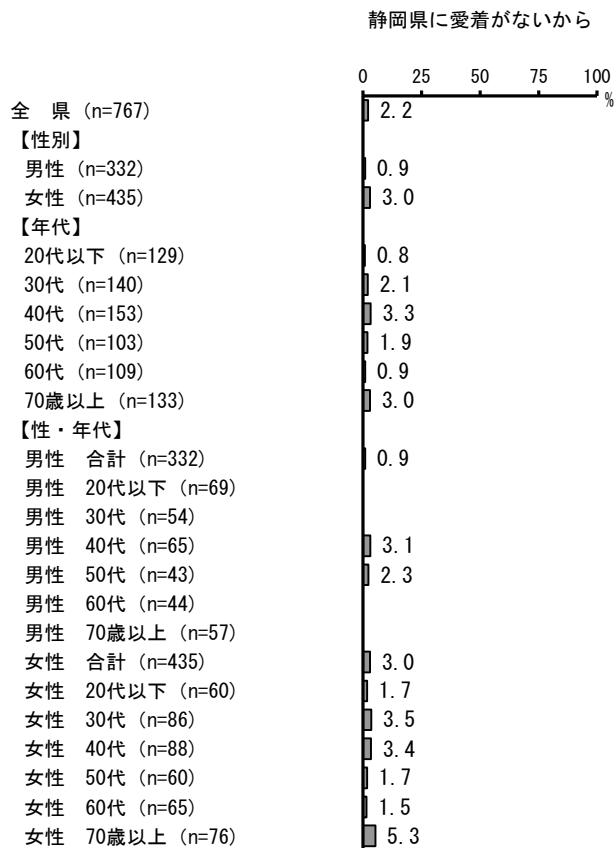 静岡県に愛着がないから
0 25 50 75 100
%
全　県 (n=767) 2.2
【性別】
男性 (n=332) 0.9
女性 (n=435) 3.0
【年代】
20代以下 (n=129) 0.8
30代 (n=140) 2.1
40代 (n=153) 3.3
50代 (n=103) 1.9
60代 (n=109) 0.9
70歳以上 (n=133) 3.0
【性・年代】
男性　合計 (n=332) 0.9
男性　20代以下 (n=69)
男性　30代 (n=54)
男性　40代 (n=65) 3.1
男性　50代 (n=43) 2.3
男性　60代 (n=44)
男性　70歳以上 (n=57)
女性　合計 (n=435) 3.0
女性　20代以下 (n=60) 1.7
女性　30代 (n=86) 3.5
女性　40代 (n=88) 3.4
女性　50代 (n=60) 1.7
女性　60代 (n=65) 1.5
女性　70歳以上 (n=76) 5.3